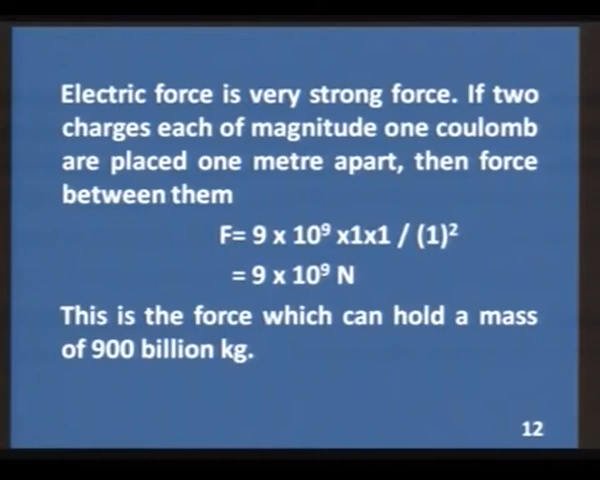 Electric force is very strong force. If two
charges each of magnitude one coulomb
are placed one metre apart, then force
between them
F= 9 x 10⁹ x1x1 / (1)²
= 9 x 10⁹ N
This is the force which can hold a mass
of 900 billion kg.
12